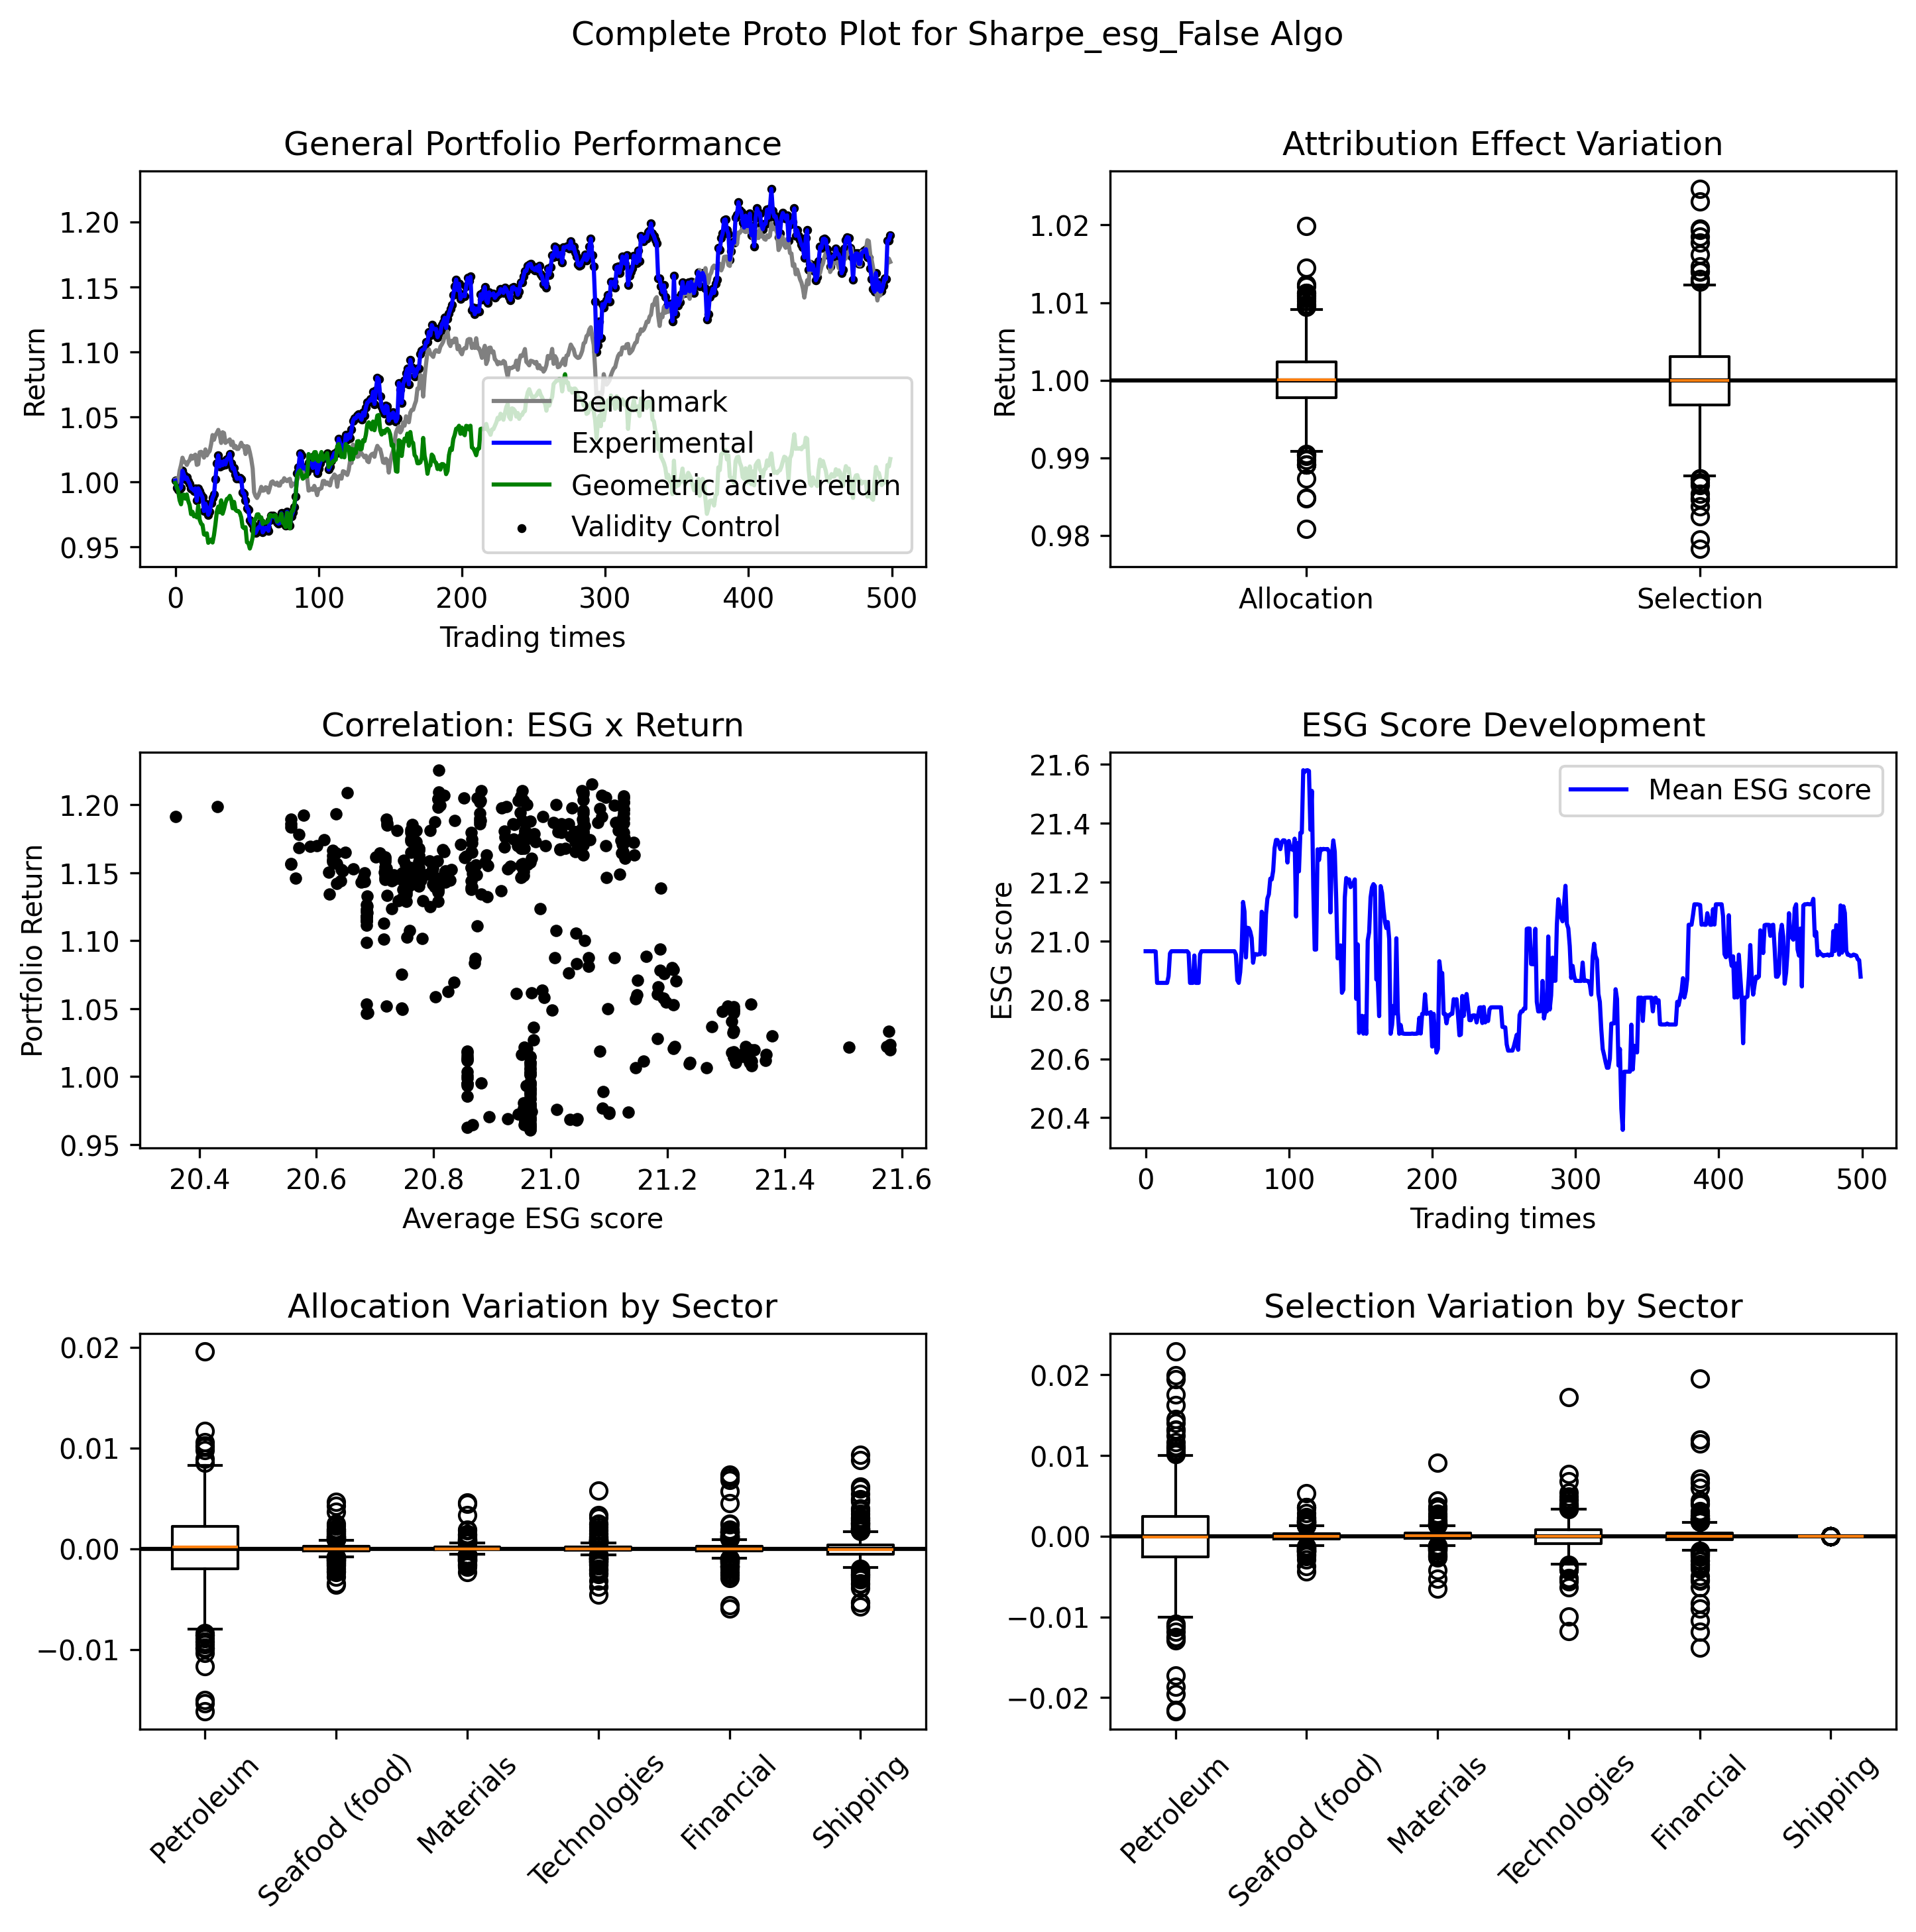 Complete Proto Plot for Sharpe_esg_False Algo
General Portfolio Performance
Return
1.20
1.15
1.10
1.05
1.00
0.95
Benchmark
Experimental
Geometric active return
Validity Control
0 100 200 300 400 500
Trading times
Attribution Effect Variation
Return
1.02
1.01
1.00
0.99
0.98
Allocation Selection
Correlation: ESG x Return
Portfolio Return
1.20
1.15
1.10
1.05
1.00
0.95
20.4 20.6 20.8 21.0 21.2 21.4 21.6
Average ESG score
ESG Score Development
ESG score
21.6
21.4
21.2
21.0
20.8
20.6
20.4
Mean ESG score
0 100 200 300 400 500
Trading times
Allocation Variation by Sector
0.02
0.01
0.00
−0.01
Petroleum
Seafood (food)
Materials
Technologies
Financial
Shipping
Selection Variation by Sector
0.02
0.01
0.00
−0.01
−0.02
Petroleum
Seafood (food)
Materials
Technologies
Financial
Shipping